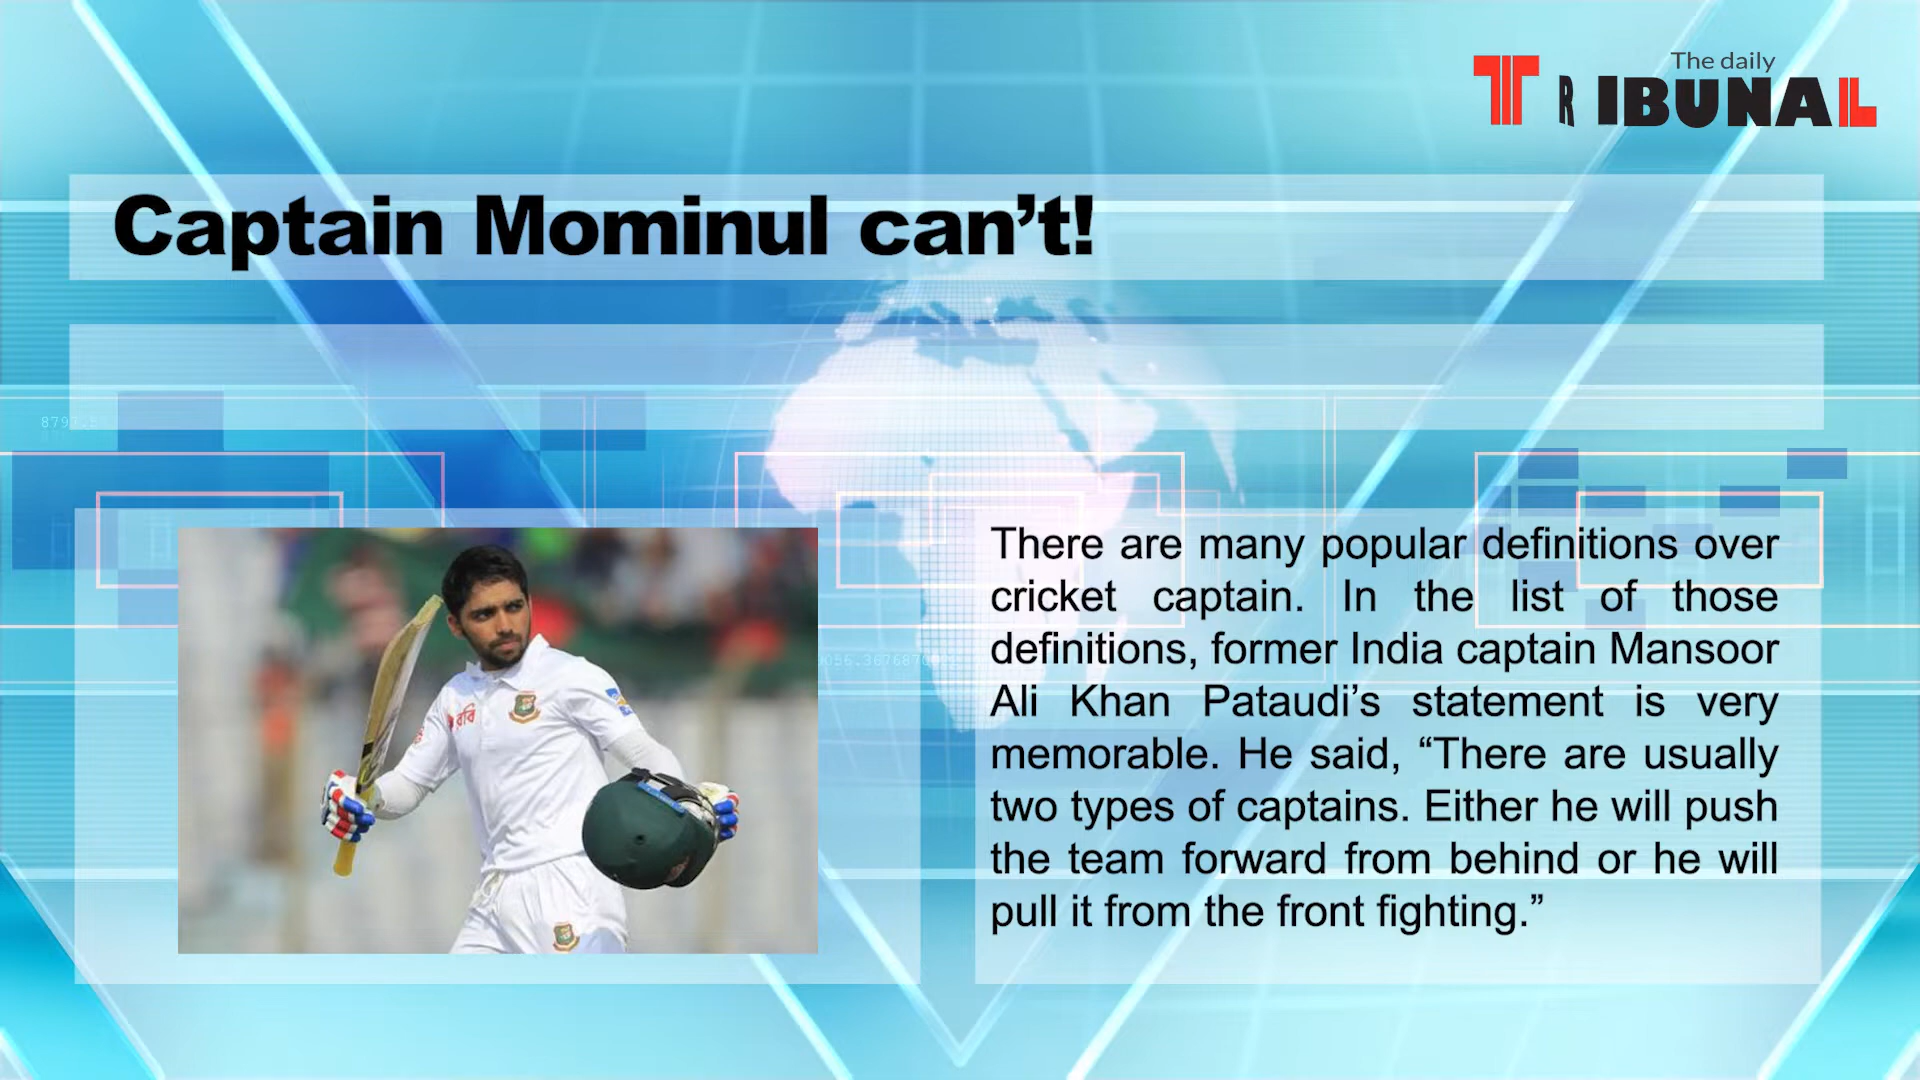 The daily
TRIBUNAL
Captain Mominul can’t!
There are many popular definitions over
cricket captain. In the list of those
definitions, former India captain Mansoor
Ali Khan Pataudi’s statement is very
memorable. He said, “There are usually
two types of captains. Either he will push
the team forward from behind or he will
pull it from the front fighting.”
রবি